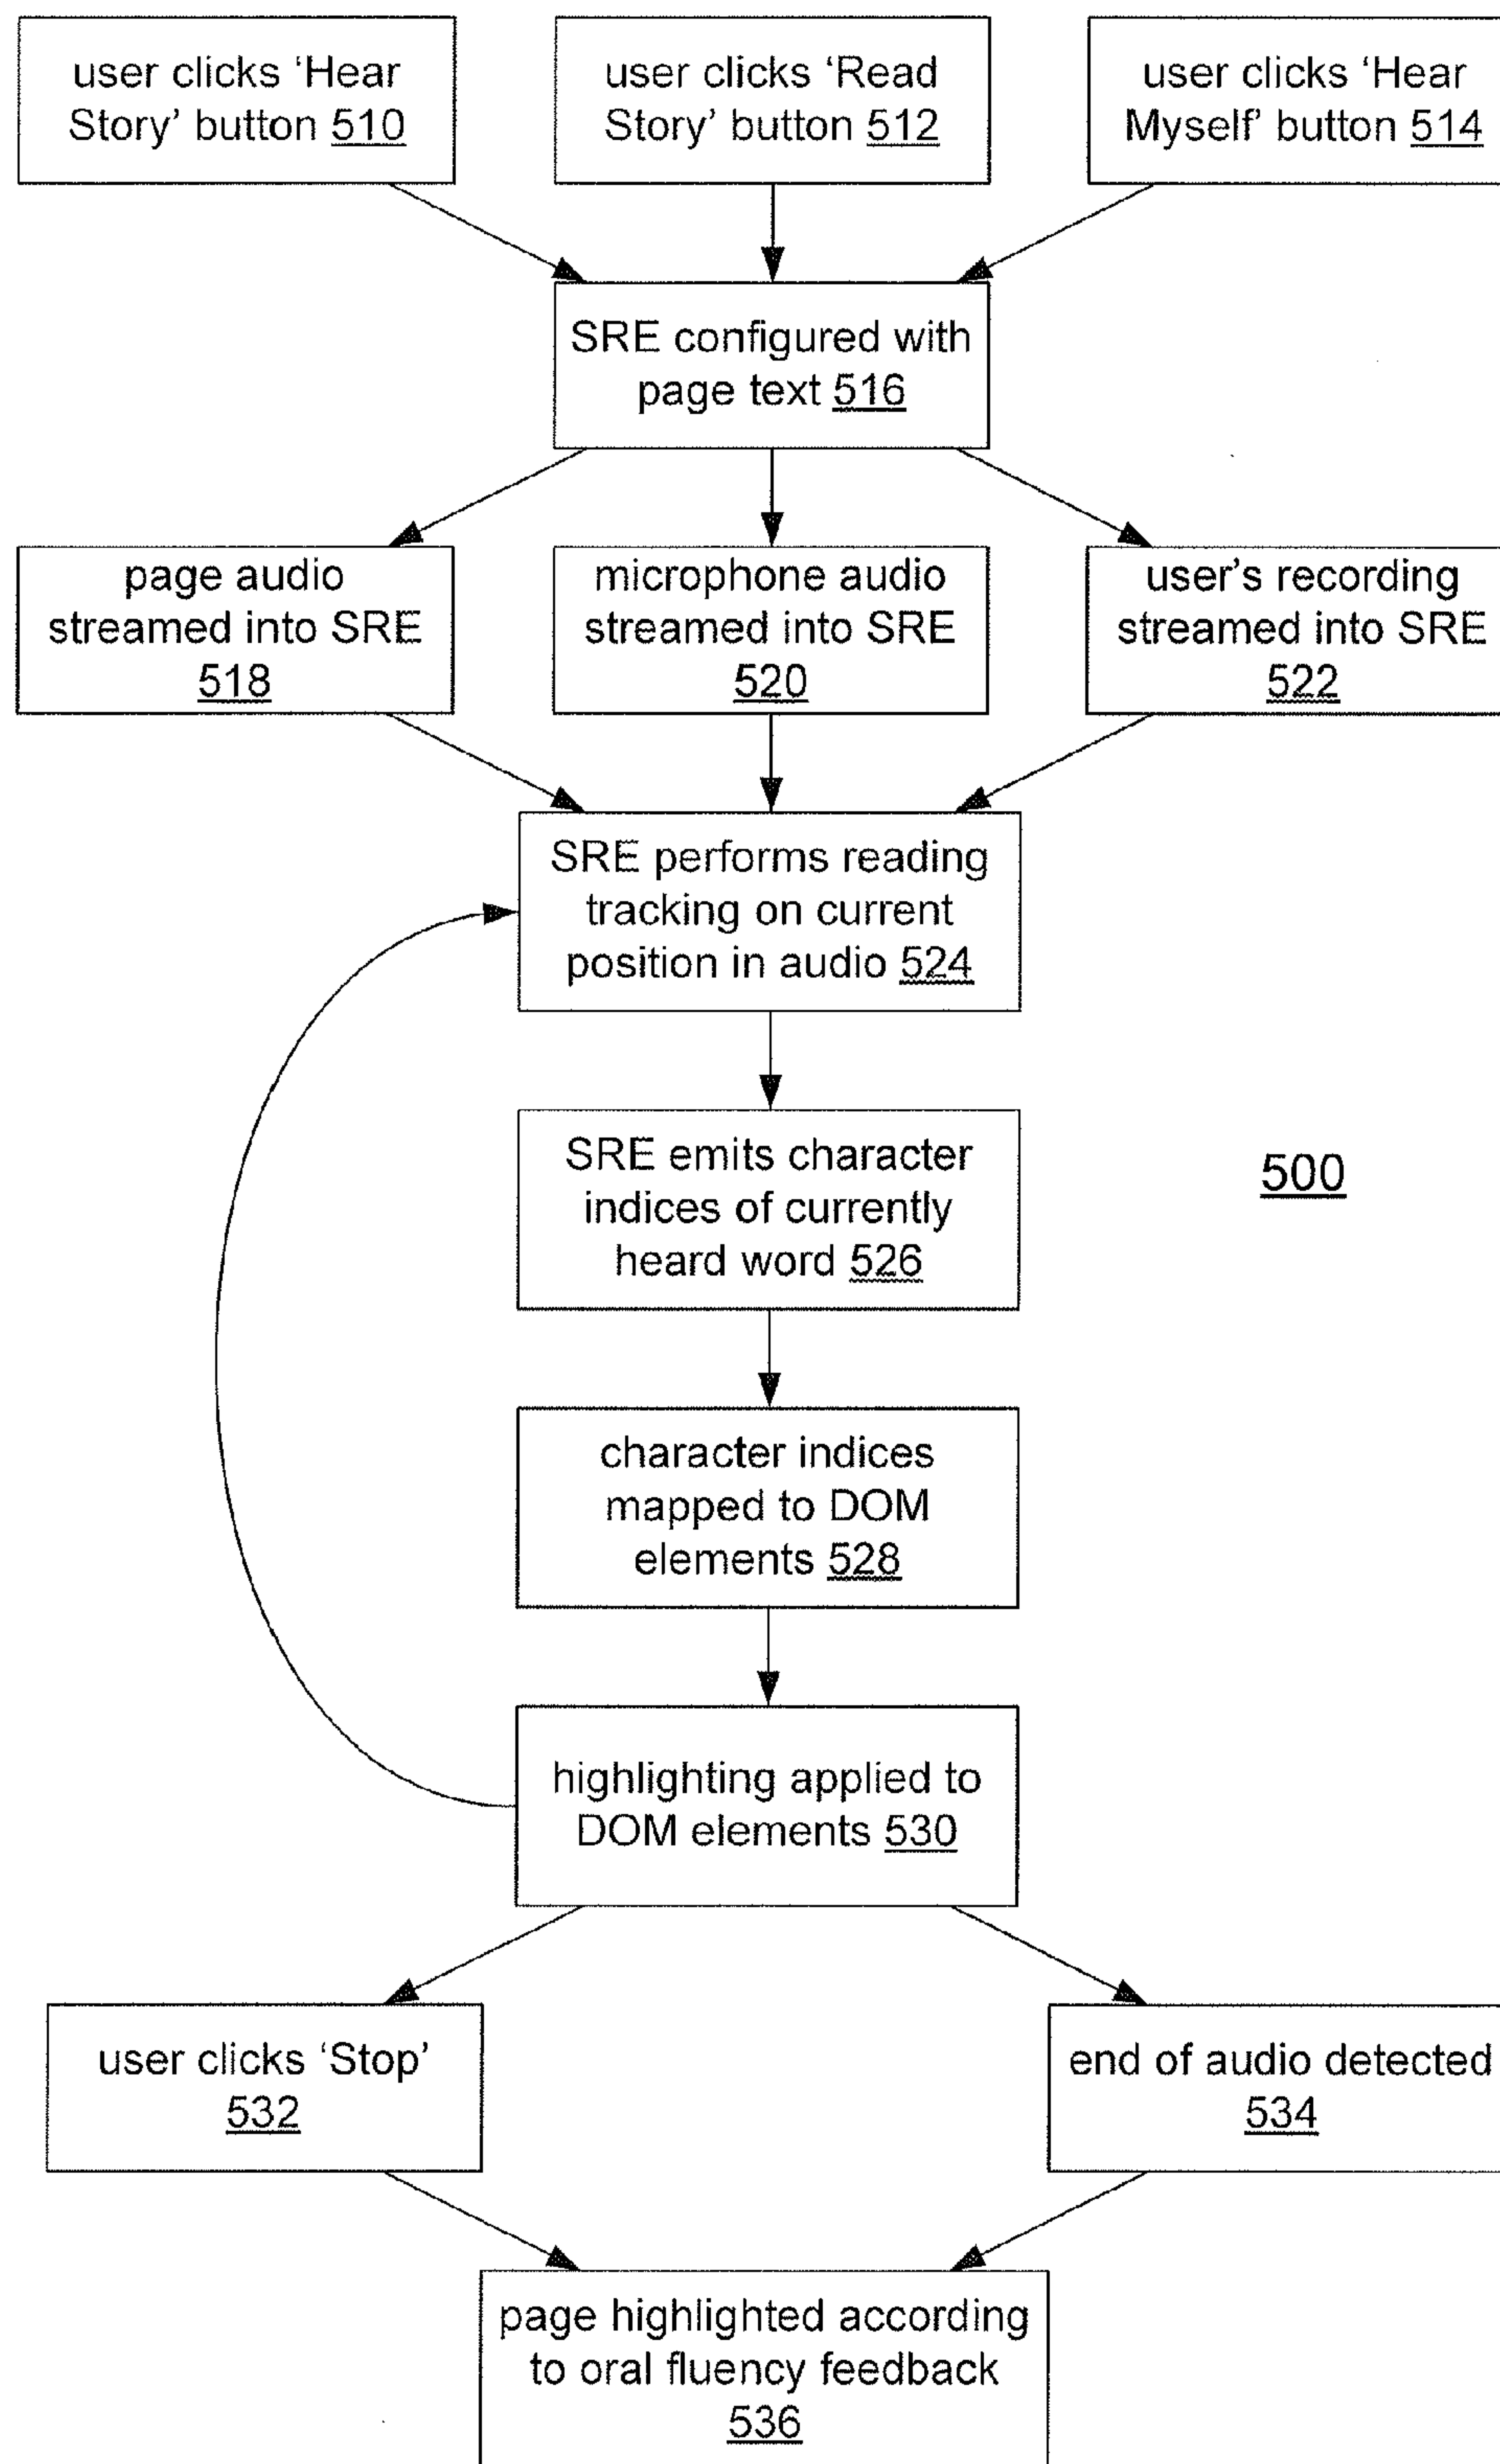 user clicks ‘Hear
Story’ button 510
user clicks ‘Read
Story’ button 512
user clicks ‘Hear
Myself’ button 514
SRE configured with
page text 516
page audio
streamed into SRE
518
microphone audio
streamed into SRE
520
user’s recording
streamed into SRE
522
SRE performs reading
tracking on current
position in audio 524
SRE emits character
indices of currently
heard word 526
500
character indices
mapped to DOM
elements 528
highlighting applied to
DOM elements 530
user clicks ‘Stop’
532
end of audio detected
534
page highlighted according
to oral fluency feedback
536